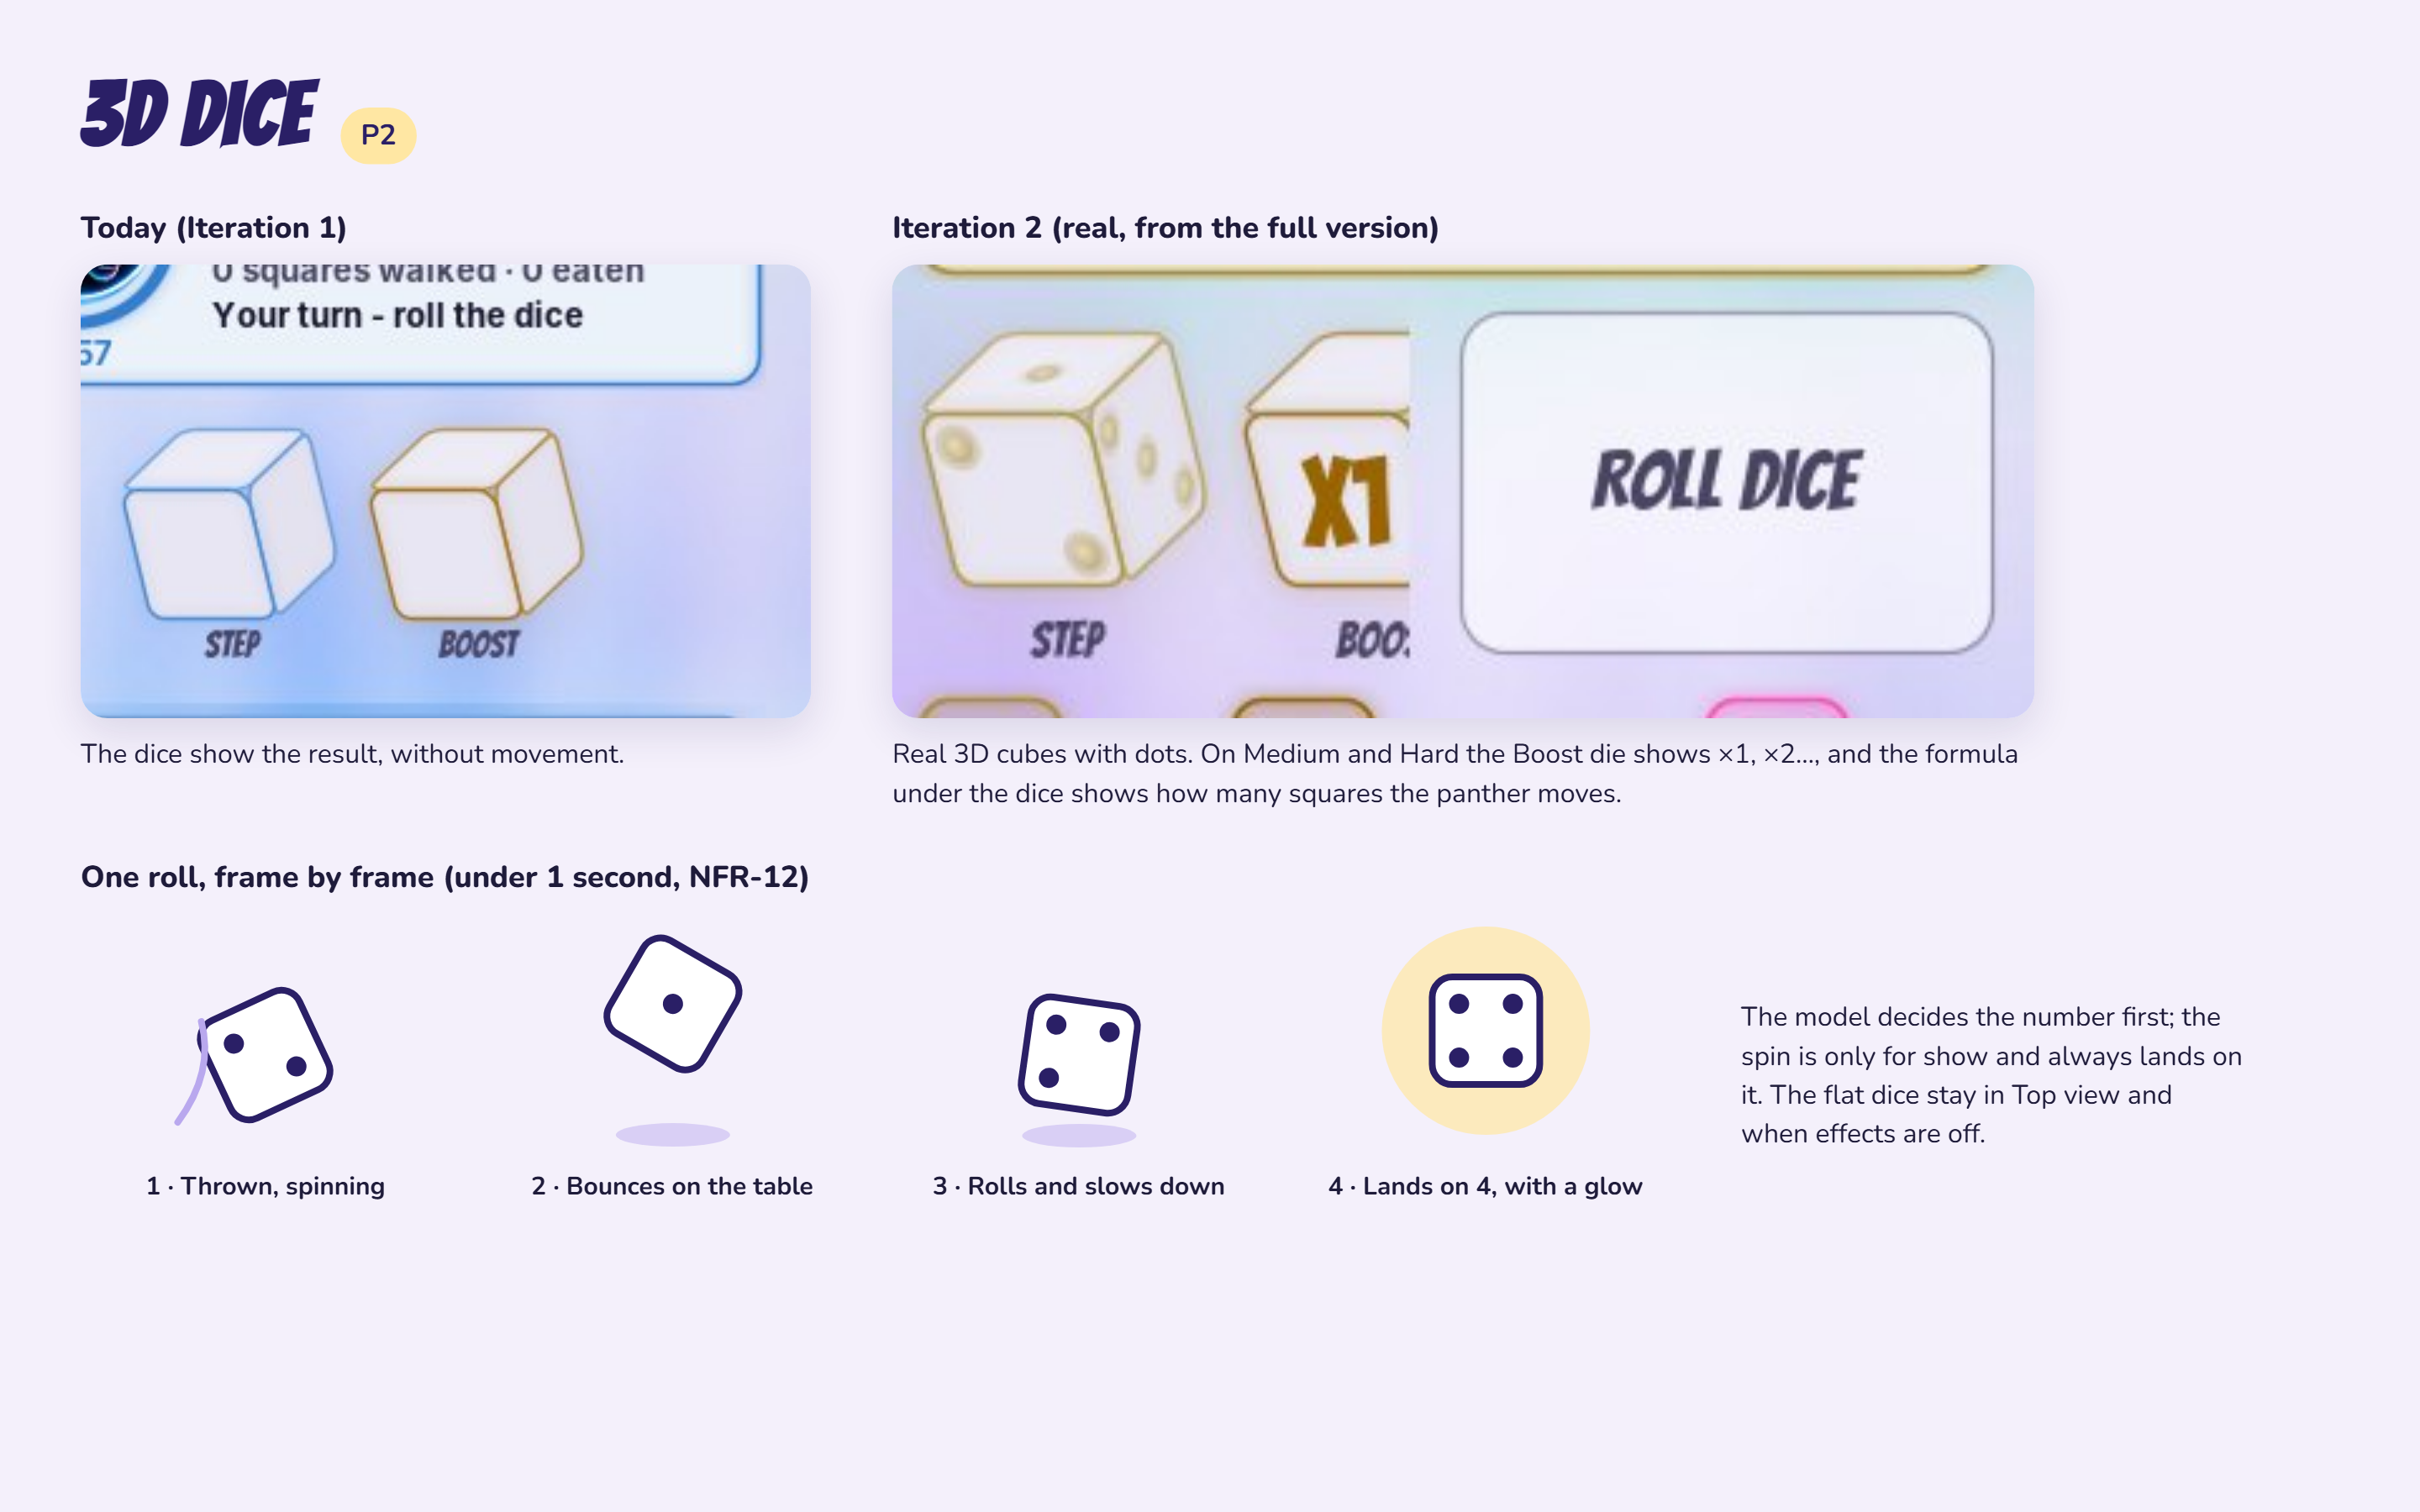 3D DICE
P2
Today (Iteration 1)
0 squares walked · 0 eaten
Your turn - roll the dice
57
STEP
BOOST
The dice show the result, without movement.
Iteration 2 (real, from the full version)
X1
STEP
BOO
ROLL DICE
Real 3D cubes with dots. On Medium and Hard the Boost die shows ×1, ×2..., and the formula
under the dice shows how many squares the panther moves.
One roll, frame by frame (under 1 second, NFR-12)
1 · Thrown, spinning
2 · Bounces on the table
3 · Rolls and slows down
4 · Lands on 4, with a glow
The model decides the number first; the
spin is only for show and always lands on
it. The flat dice stay in Top view and
when effects are off.